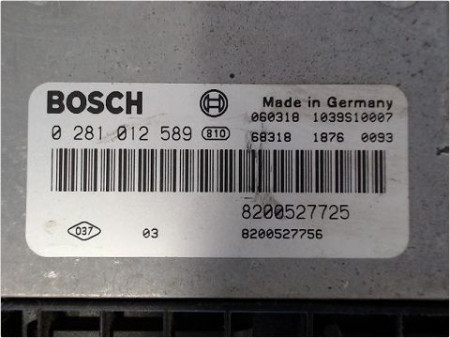 BOSCH
Made in Germany
060318 1039S10007
0 281 012 589 810
68318 1876 0093
8200527725
037 03 8200527756